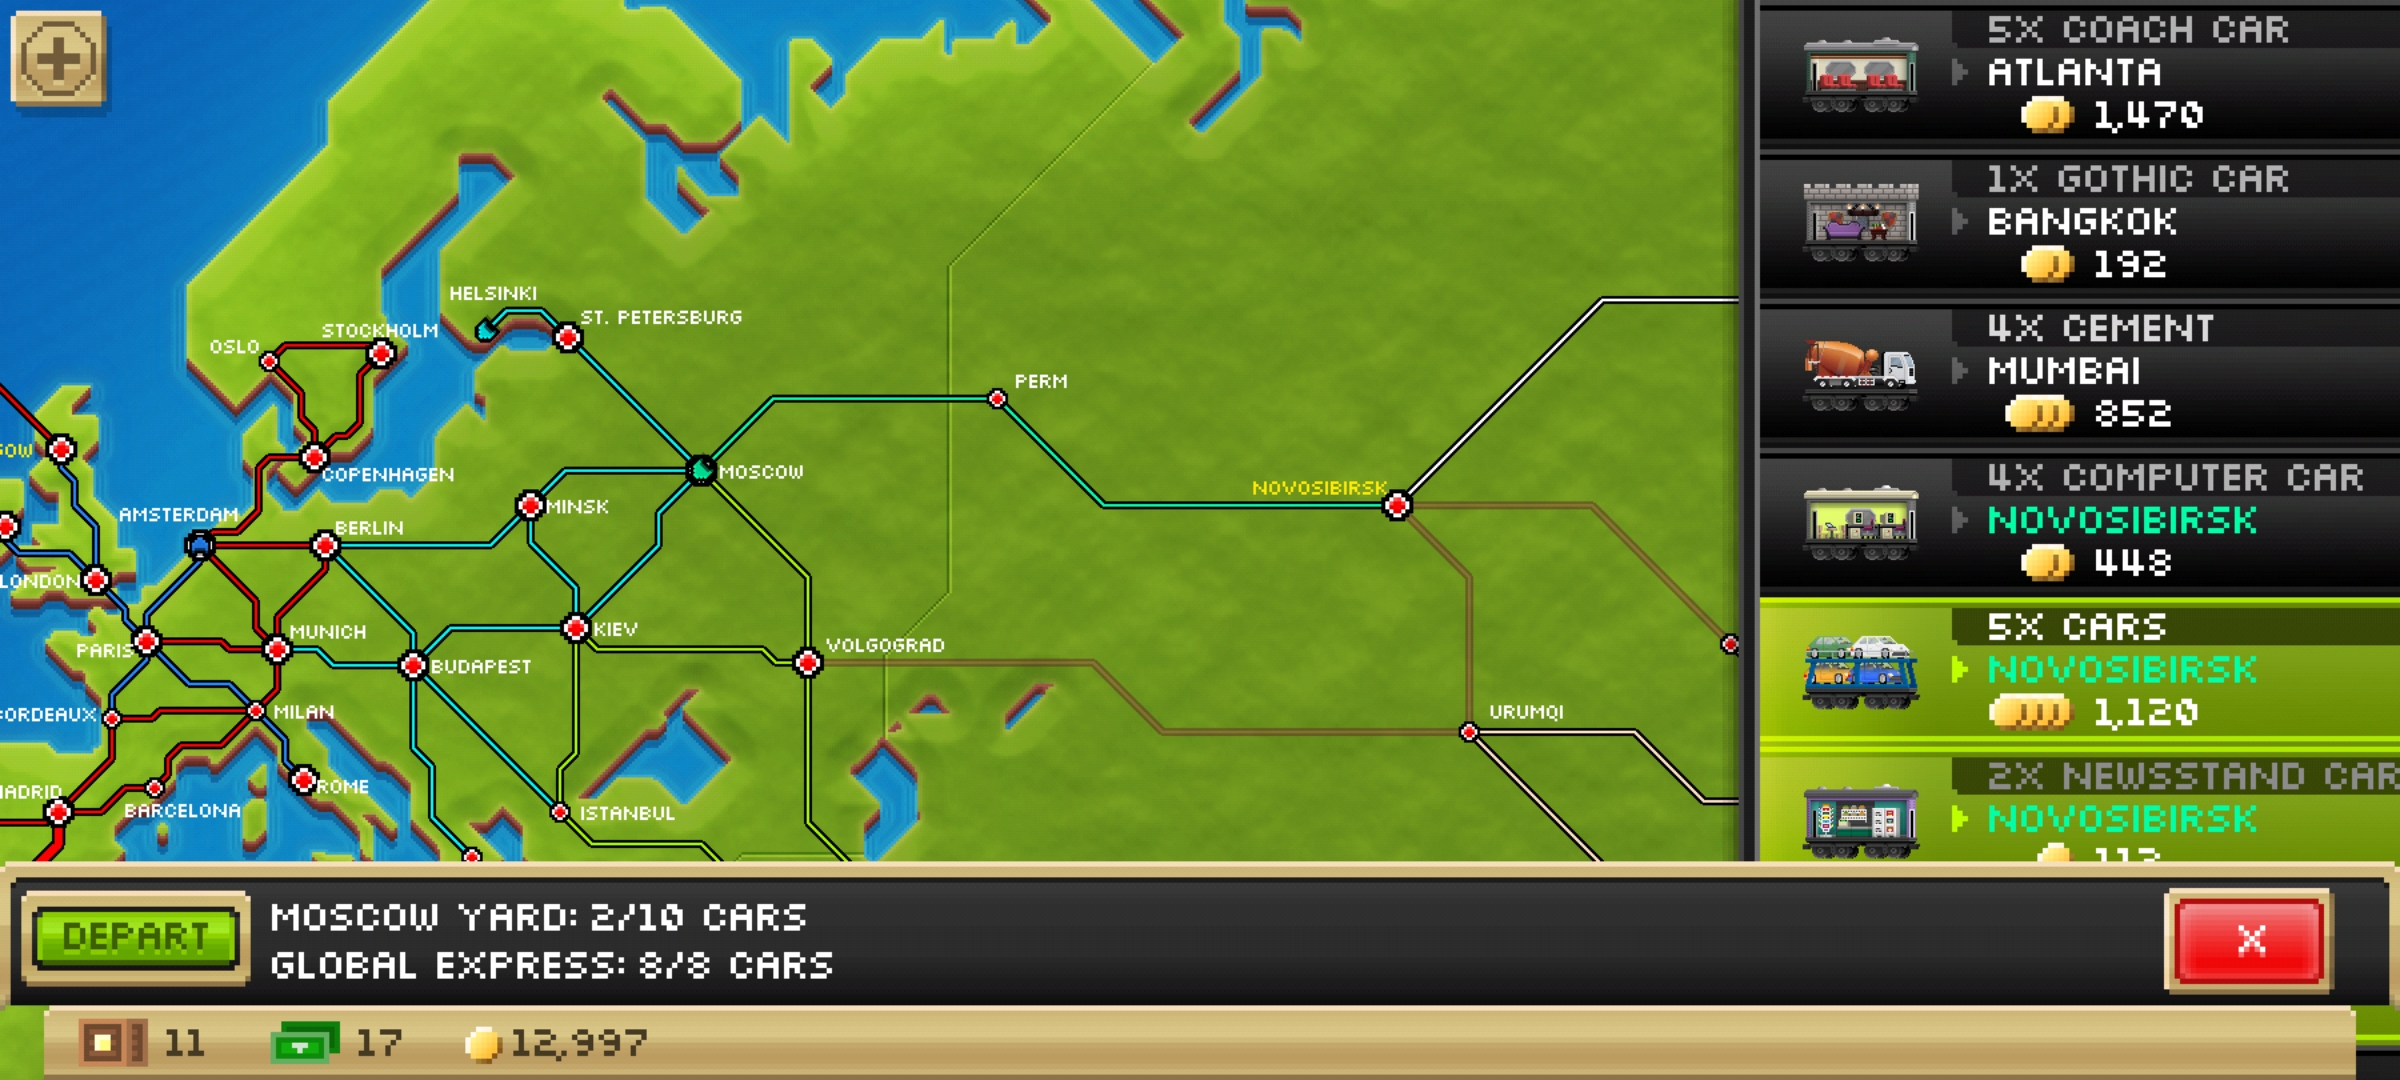 5X COACH CAR
ATLANTA
1,470
1X GOTHIC CAR
BANGKOK
192
4X CEMENT
MUMBAI
852
4X COMPUTER CAR
NOVOSIBIRSK
448
5X CARS
NOVOSIBIRSK
1,120
2X NEWSSTAND CAR
NOVOSIBIRSK
112
HELSINKI
ST. PETERSBURG
STOCKHOLM
OSLO
PERM
COPENHAGEN
MOSCOW
NOVOSIBIRSK
AMSTERDAM
MINSK
BERLIN
LONDON
MUNICH
KIEV
PARIS
VOLGOGRAD
BUDAPEST
ORDEAUX
MILAN
URUMQI
ROME
ADRID
BARCELONA
ISTANBUL
DEPART
MOSCOW YARD: 2/10 CARS
GLOBAL EXPRESS: 8/8 CARS
X
11
17
12,997